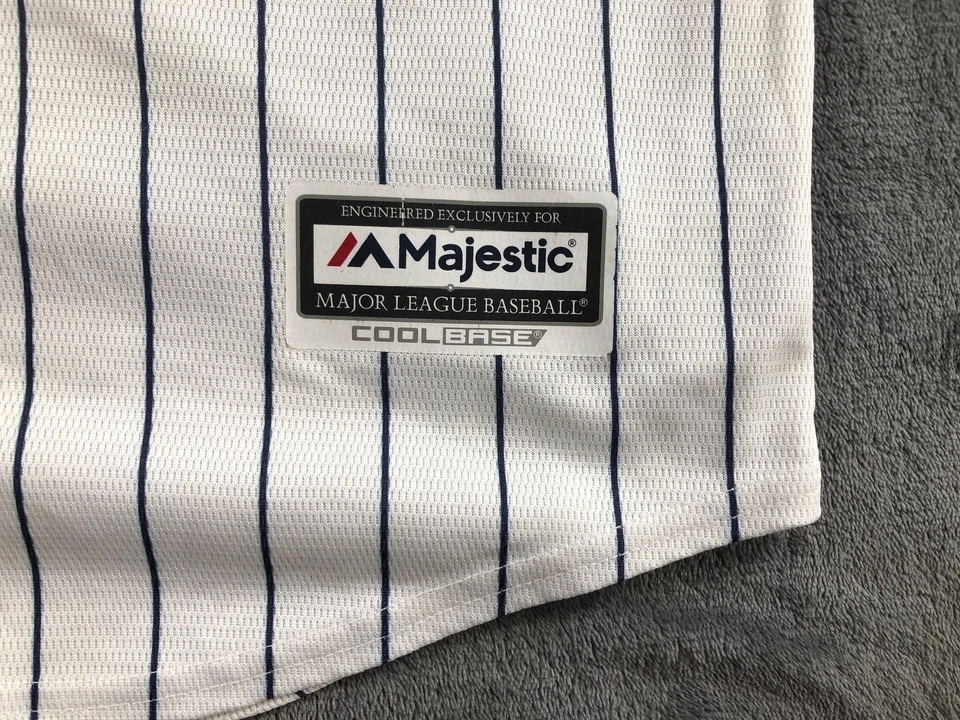 ENGINEERED EXCLUSIVELY FOR
Majestic®
MAJOR LEAGUE BASEBALL®
COOLBASE®